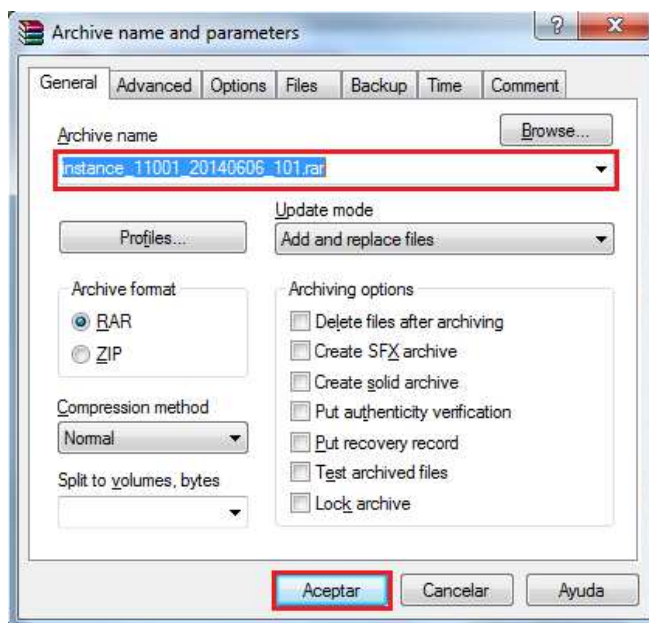 Archive name and parameters
General Advanced Options Files Backup Time Comment
Archive name
Browse...
instance_11001_20140606_101.rar
Profiles...
Update mode
Add and replace files
Archive format
RAR
ZIP
Compression method
Normal
Split to volumes, bytes
Archiving options
Delete files after archiving
Create SFX archive
Create solid archive
Put authenticity verification
Put recovery record
Test archived files
Lock archive
Aceptar Cancelar Ayuda